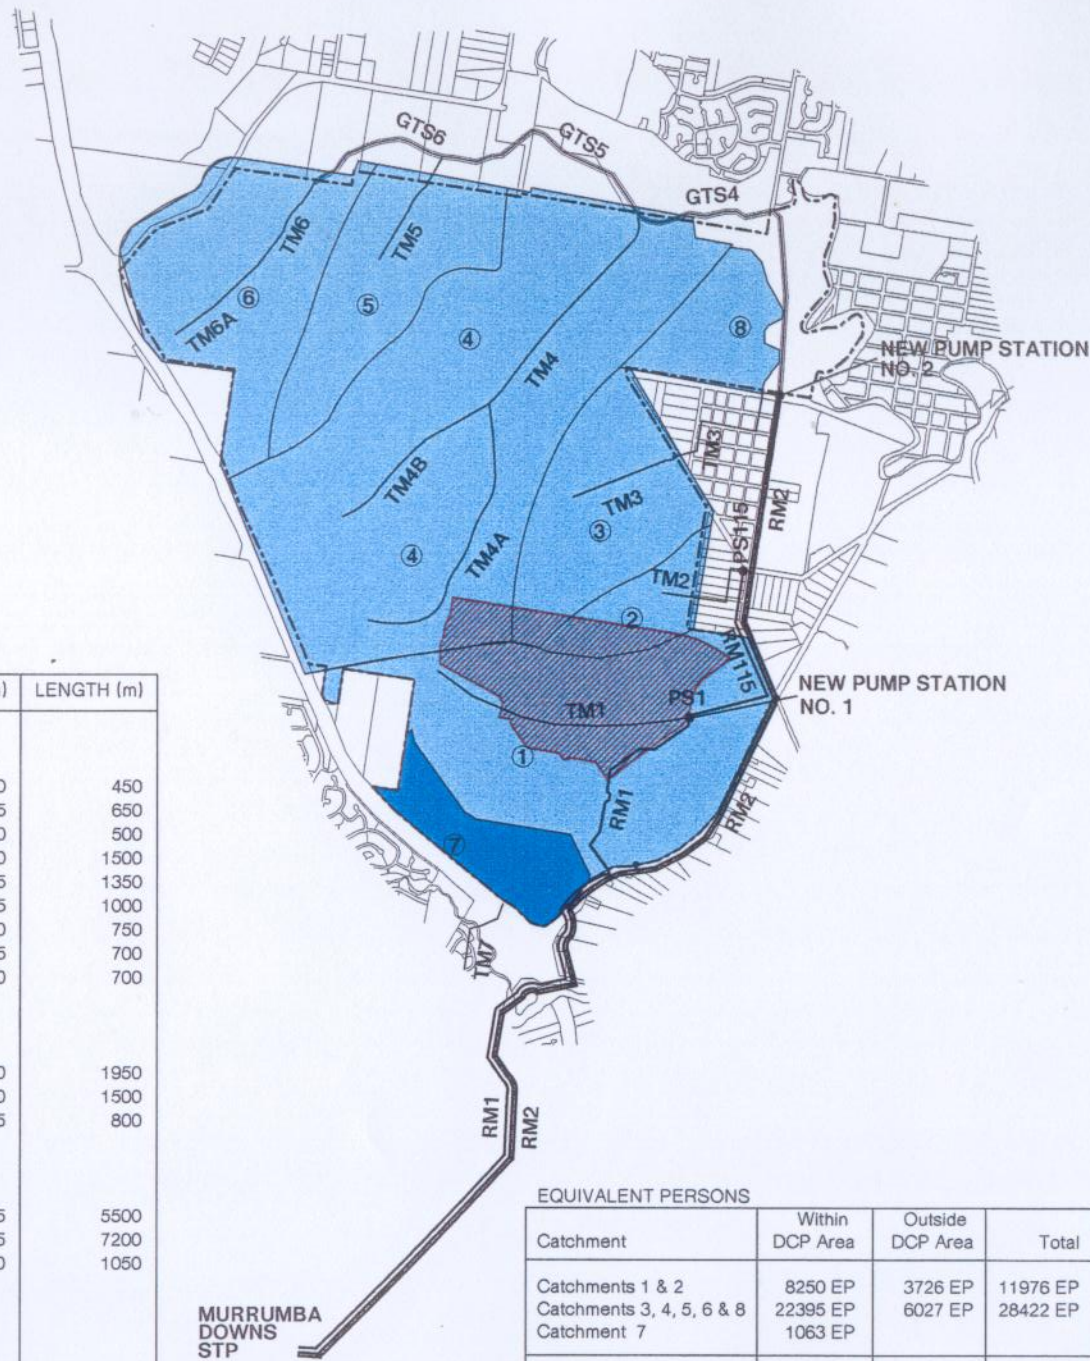 GTS6
GTS5
GTS4
TM6
TM5
TM6A
⑥
⑤
④
⑧
TM4
NEW PUMP STATION
NO. 2
TM4B
TM3
TM3
③
④
TM4A
PS115
RM2
TM2
②
RM115
NEW PUMP STATION
NO. 1
PS1
TM1
①
RM1
RM2
⑦
TM7
RM1
RM2
MURRUMBA
DOWNS
STP
LENGTH (m)
450
650
500
1500
1350
1000
750
700
700
1950
1500
800
5500
7200
1050
EQUIVALENT PERSONS
Catchment Within DCP Area Outside DCP Area Total
Catchments 1 & 2 8250 EP 3726 EP 11976 EP
Catchments 3, 4, 5, 6 & 8 22395 EP 6027 EP 28422 EP
Catchment 7 1063 EP